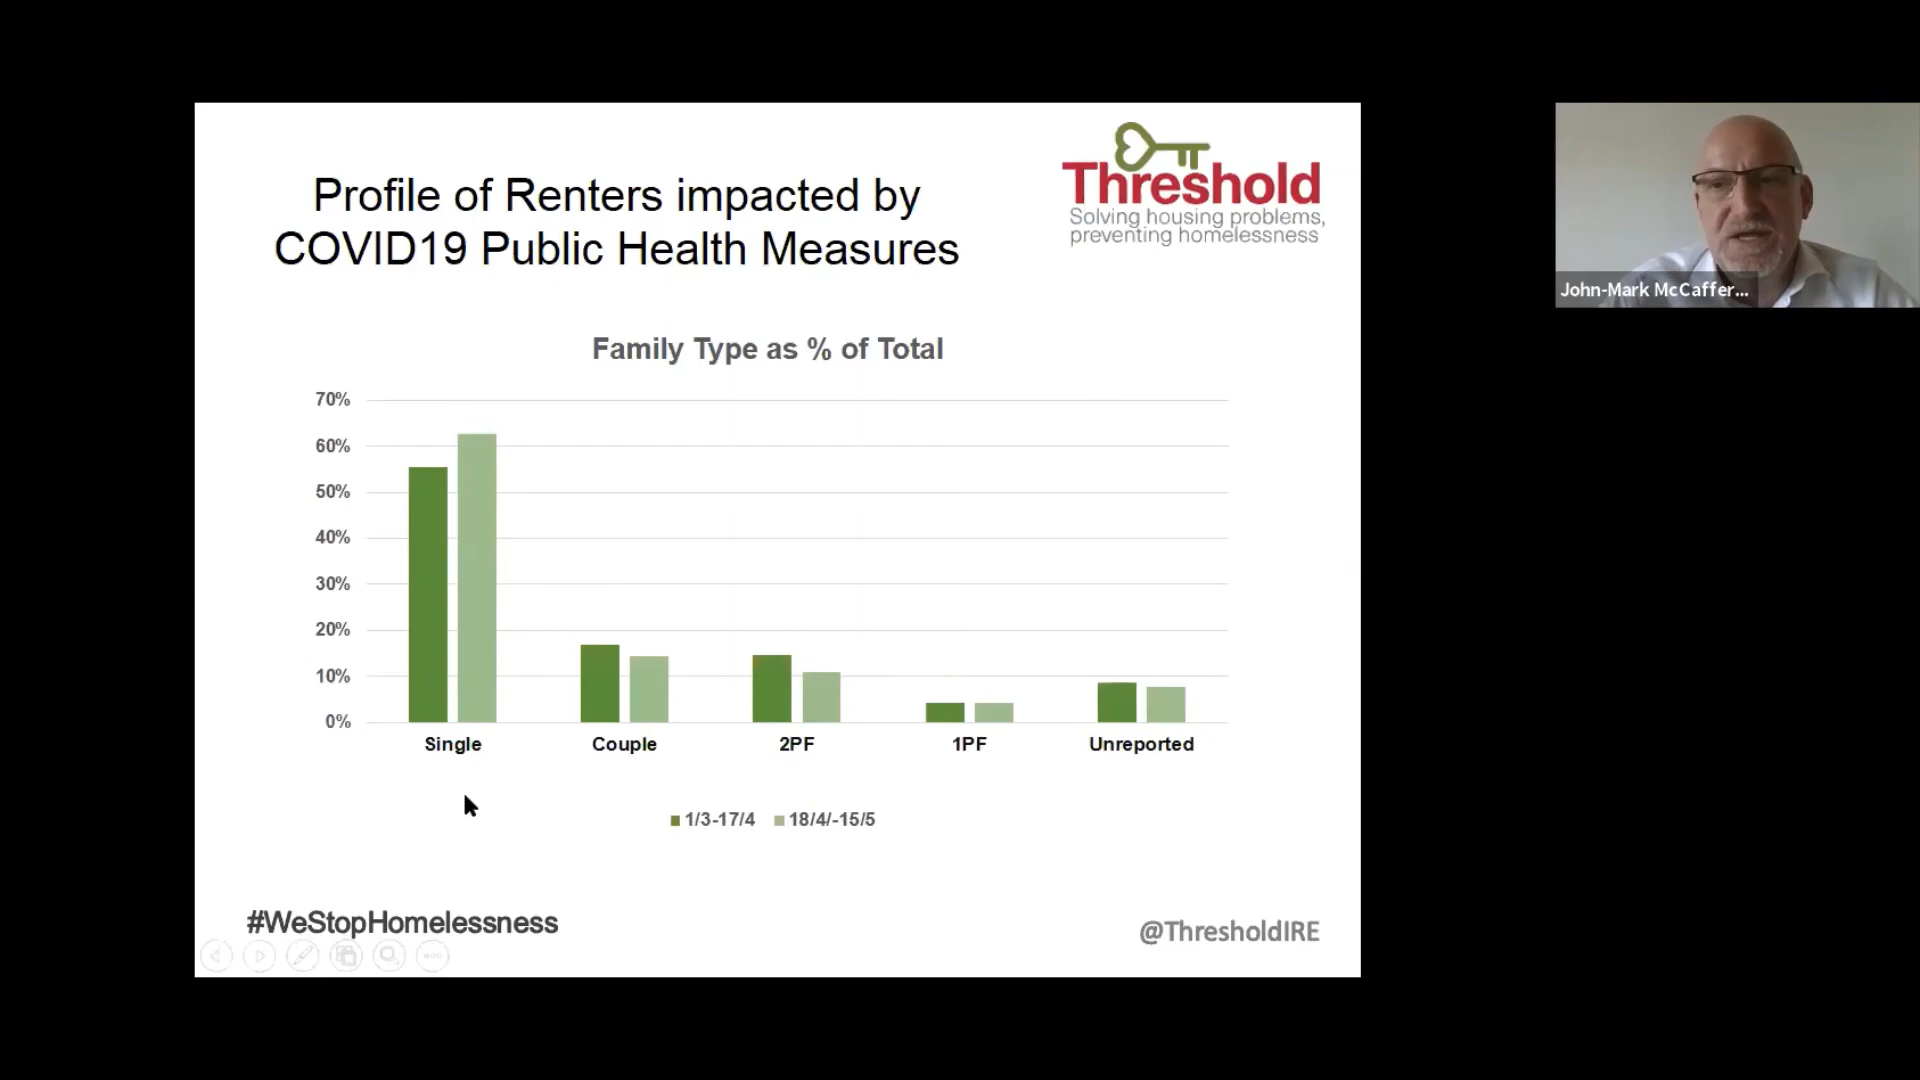 Profile of Renters impacted by
COVID19 Public Health Measures
Threshold
Solving housing problems,
preventing homelessness
John-Mark McCaffer...
Family Type as % of Total
70%
60%
50%
40%
30%
20%
10%
0%
Single Couple 2PF 1PF Unreported
1/3-17/4 18/4/-15/5
#WeStopHomelessness
@ThresholdIRE